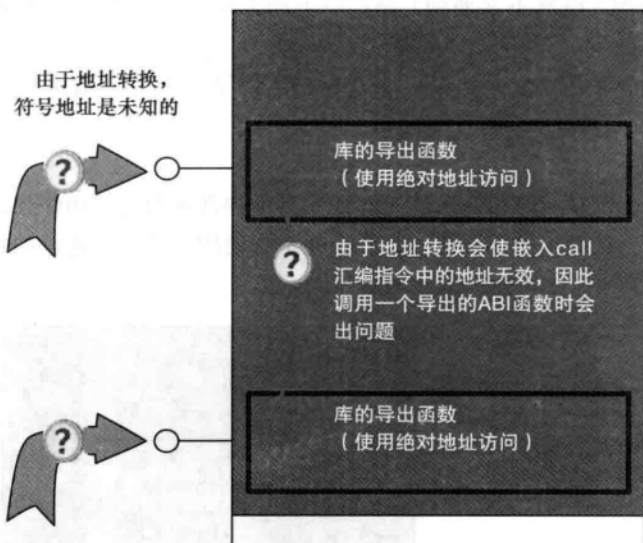 由于地址转换，
符号地址是未知的
?
库的导出函数
（使用绝对地址访问）
?
由于地址转换会使嵌入call
汇编指令中的地址无效，因此
调用一个导出的ABI函数时会
出问题
?
库的导出函数
（使用绝对地址访问）